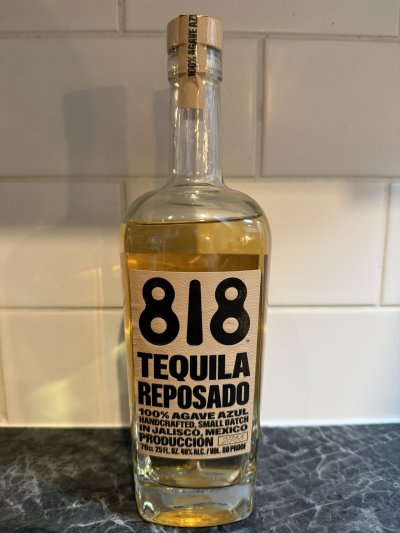 100% AGAVE AZUL
818
TEQUILA
REPOSADO
100% AGAVE AZUL
HANDCRAFTED, SMALL BATCH
IN JALISCO, MEXICO
PRODUCCIÓN
70cl 25 FL. OZ. 40% ALC. / VOL. 80 PROOF